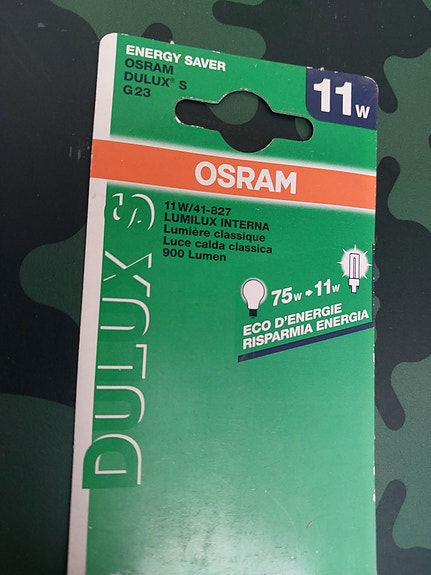 ENERGY SAVER
OSRAM
DULUX® S
G23
11W
OSRAM
11W/41-827
LUMILUX INTERNA
Lumière classique
Luce calda classica
900 Lumen
75W → 11W
ECO D'ENERGIE
RISPARMIA ENERGIA
DULUX S